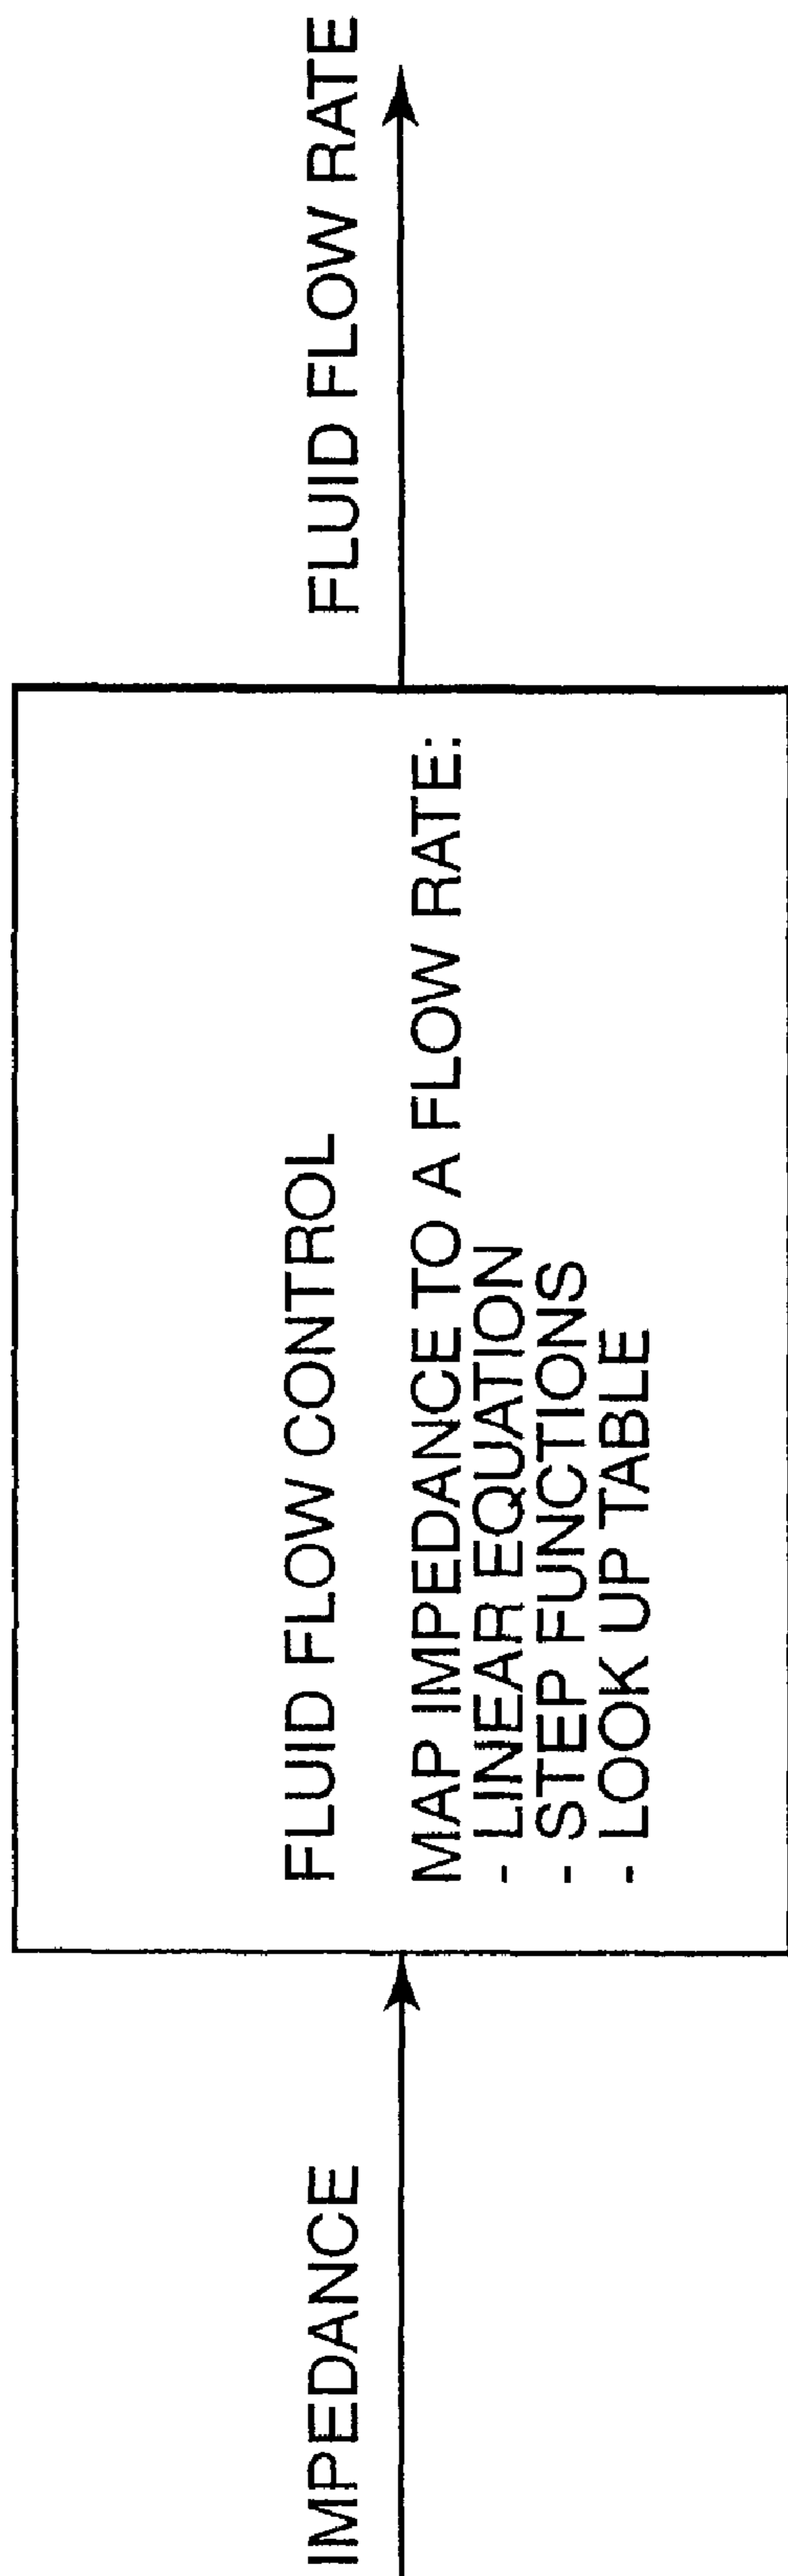 IMPEDANCE
FLUID FLOW CONTROL
MAP IMPEDANCE TO A FLOW RATE:
- LINEAR EQUATION
- STEP FUNCTIONS
- LOOK UP TABLE
FLUID FLOW RATE